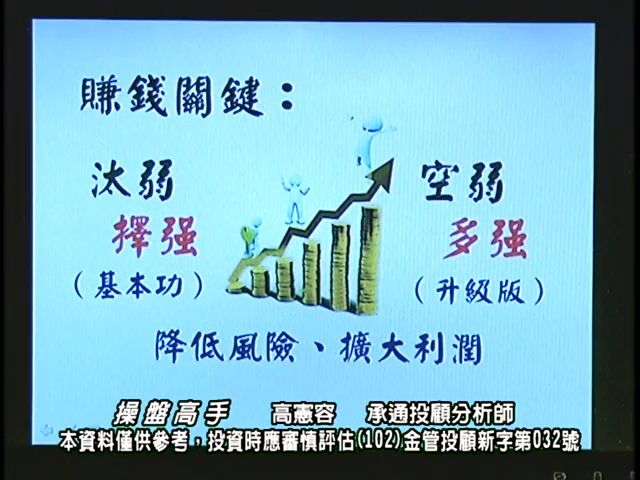 賺錢關鍵：
汰弱 空弱
擇强 多强
（基本功） （升級版）
降低風險、擴大利潤
操盤高手 高憲容 承通投顧分析師
本資料僅供參考，投資時應審慎評估(102)金管投顧新字第032號